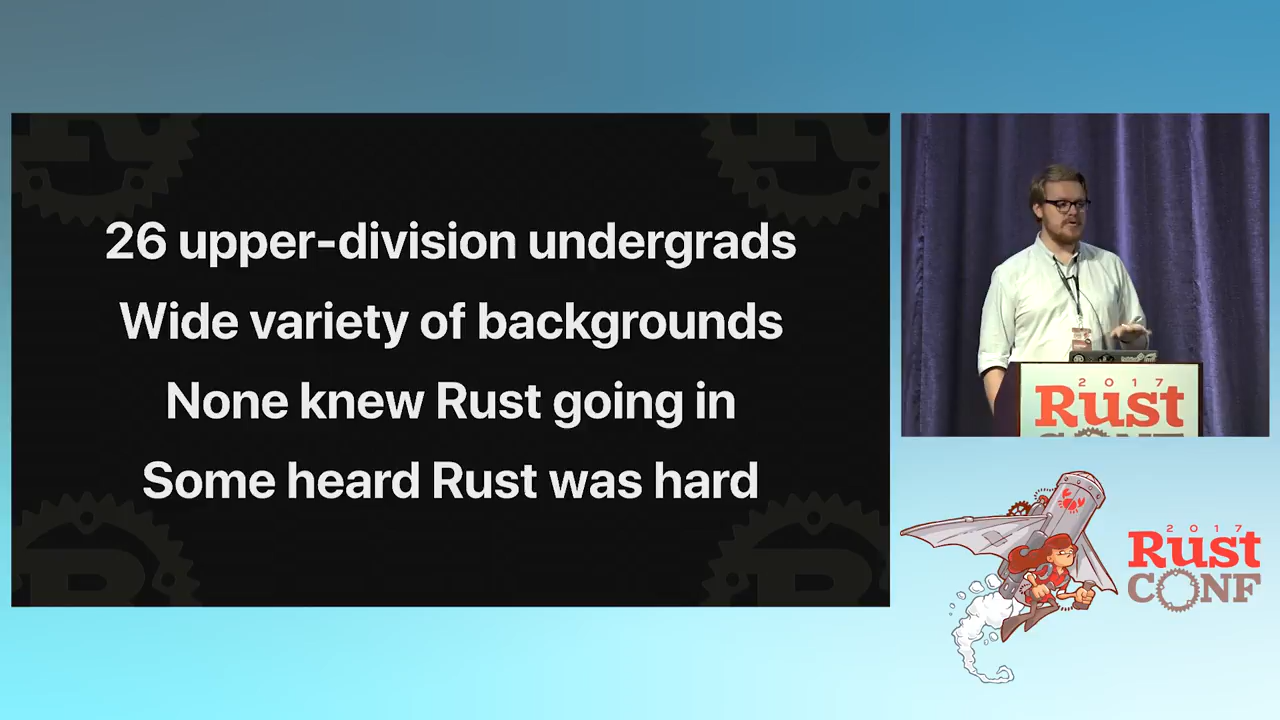 26 upper-division undergrads
Wide variety of backgrounds
None knew Rust going in
Some heard Rust was hard
2017
Rust
CONF
2017
Rust
CONF